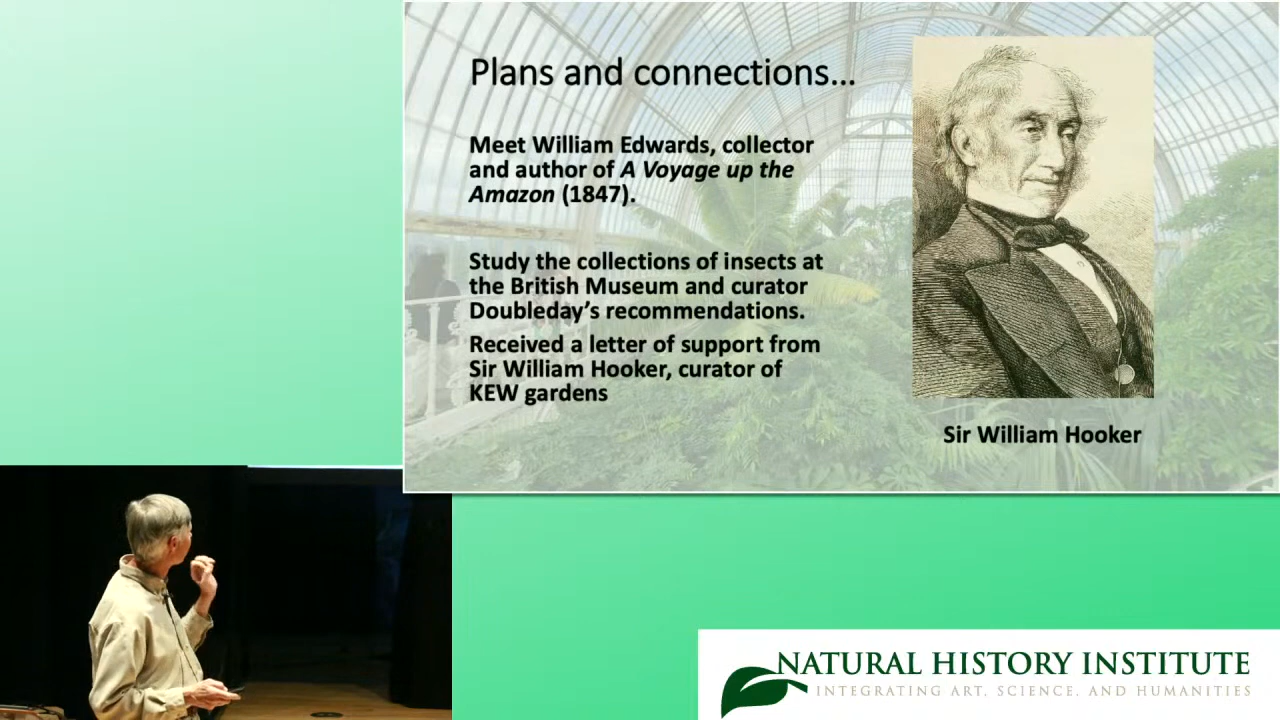 Plans and connections...
Meet William Edwards, collector
and author of A Voyage up the
Amazon (1847).
Study the collections of insects at
the British Museum and curator
Doubleday's recommendations.
Received a letter of support from
Sir William Hooker, curator of
KEW gardens
Sir William Hooker
NATURAL HISTORY INSTITUTE
INTEGRATING ART, SCIENCE, AND HUMANITIES